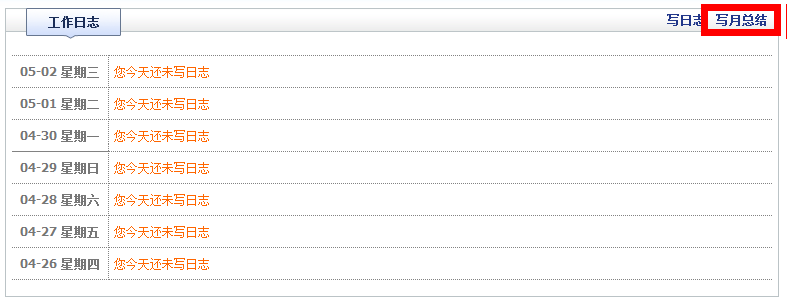 工作日志 写日志 写月总结
05-02 星期三 您今天还未写日志
05-01 星期二 您今天还未写日志
04-30 星期一 您今天还未写日志
04-29 星期日 您今天还未写日志
04-28 星期六 您今天还未写日志
04-27 星期五 您今天还未写日志
04-26 星期四 您今天还未写日志